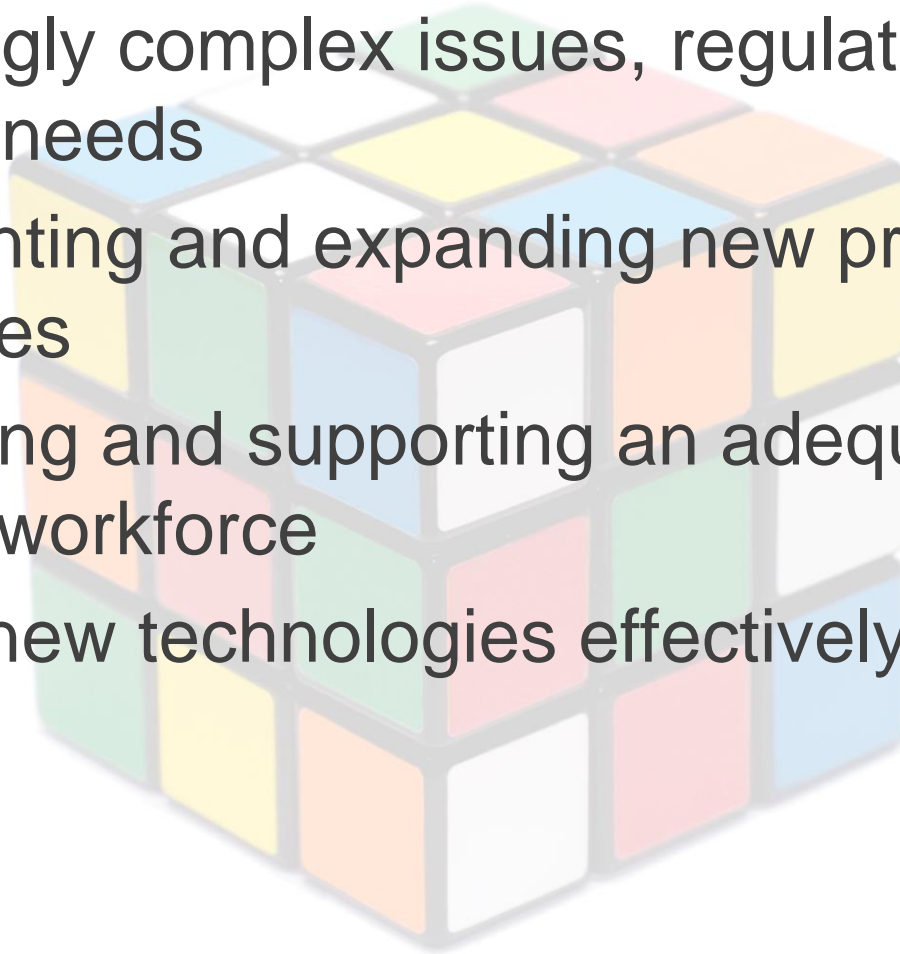 gly complex issues, regulat
needs
nting and expanding new pr
es
ng and supporting an adequ
workforce
new technologies effectively